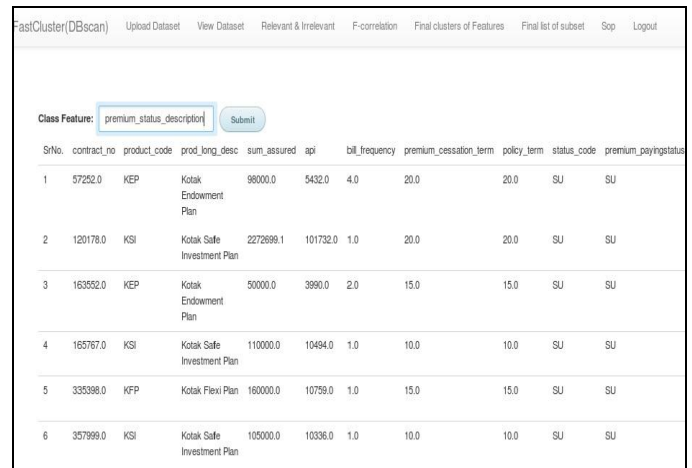 FastCluster(DBscan) Upload Dataset View Dataset Relevant & Irrelevant F-correlation Final clusters of Features Final list of subset Sop Logout
Class Feature: premium_status_description Submit
SrNo. contract_no product_code prod_long_desc sum_assured api bill_frequency premium_cessation_term policy_term status_code premium_payingstatus
1 57252.0 KEP Kotak 98000.0 5432.0 4.0 20.0 20.0 SU SU
Endowment
Plan
2 120178.0 KSI Kotak Safe 2272699.1 101732.0 1.0 20.0 20.0 SU SU
Investment Plan
3 163552.0 KEP Kotak 50000.0 3990.0 2.0 15.0 15.0 SU SU
Endowment
Plan
4 165767.0 KSI Kotak Safe 110000.0 10494.0 1.0 10.0 10.0 SU SU
Investment Plan
5 335398.0 KFP Kotak Flexi Plan 160000.0 10759.0 1.0 15.0 15.0 SU SU
6 357999.0 KSI Kotak Safe 105000.0 10336.0 1.0 10.0 10.0 SU SU
Investment Plan